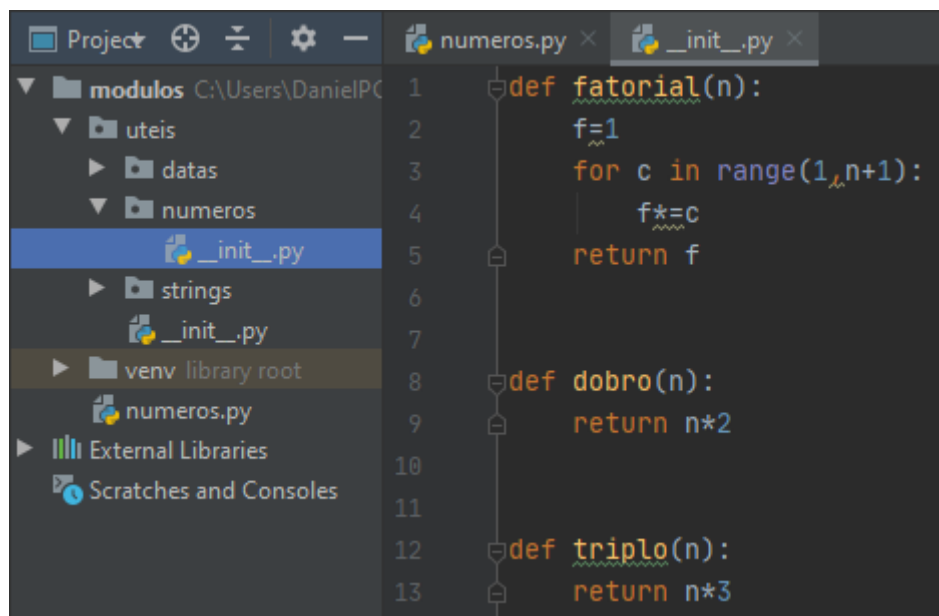 Project
modulos C:\Users\DanielPC
uteis
datas
numeros
__init__.py
strings
__init__.py
venv library root
numeros.py
External Libraries
Scratches and Consoles
numeros.py
__init__.py
1 def fatorial(n):
2 f=1
3 for c in range(1,n+1):
4 f*=c
5 return f
6
7
8 def dobro(n):
9 return n*2
10
11
12 def triplo(n):
13 return n*3